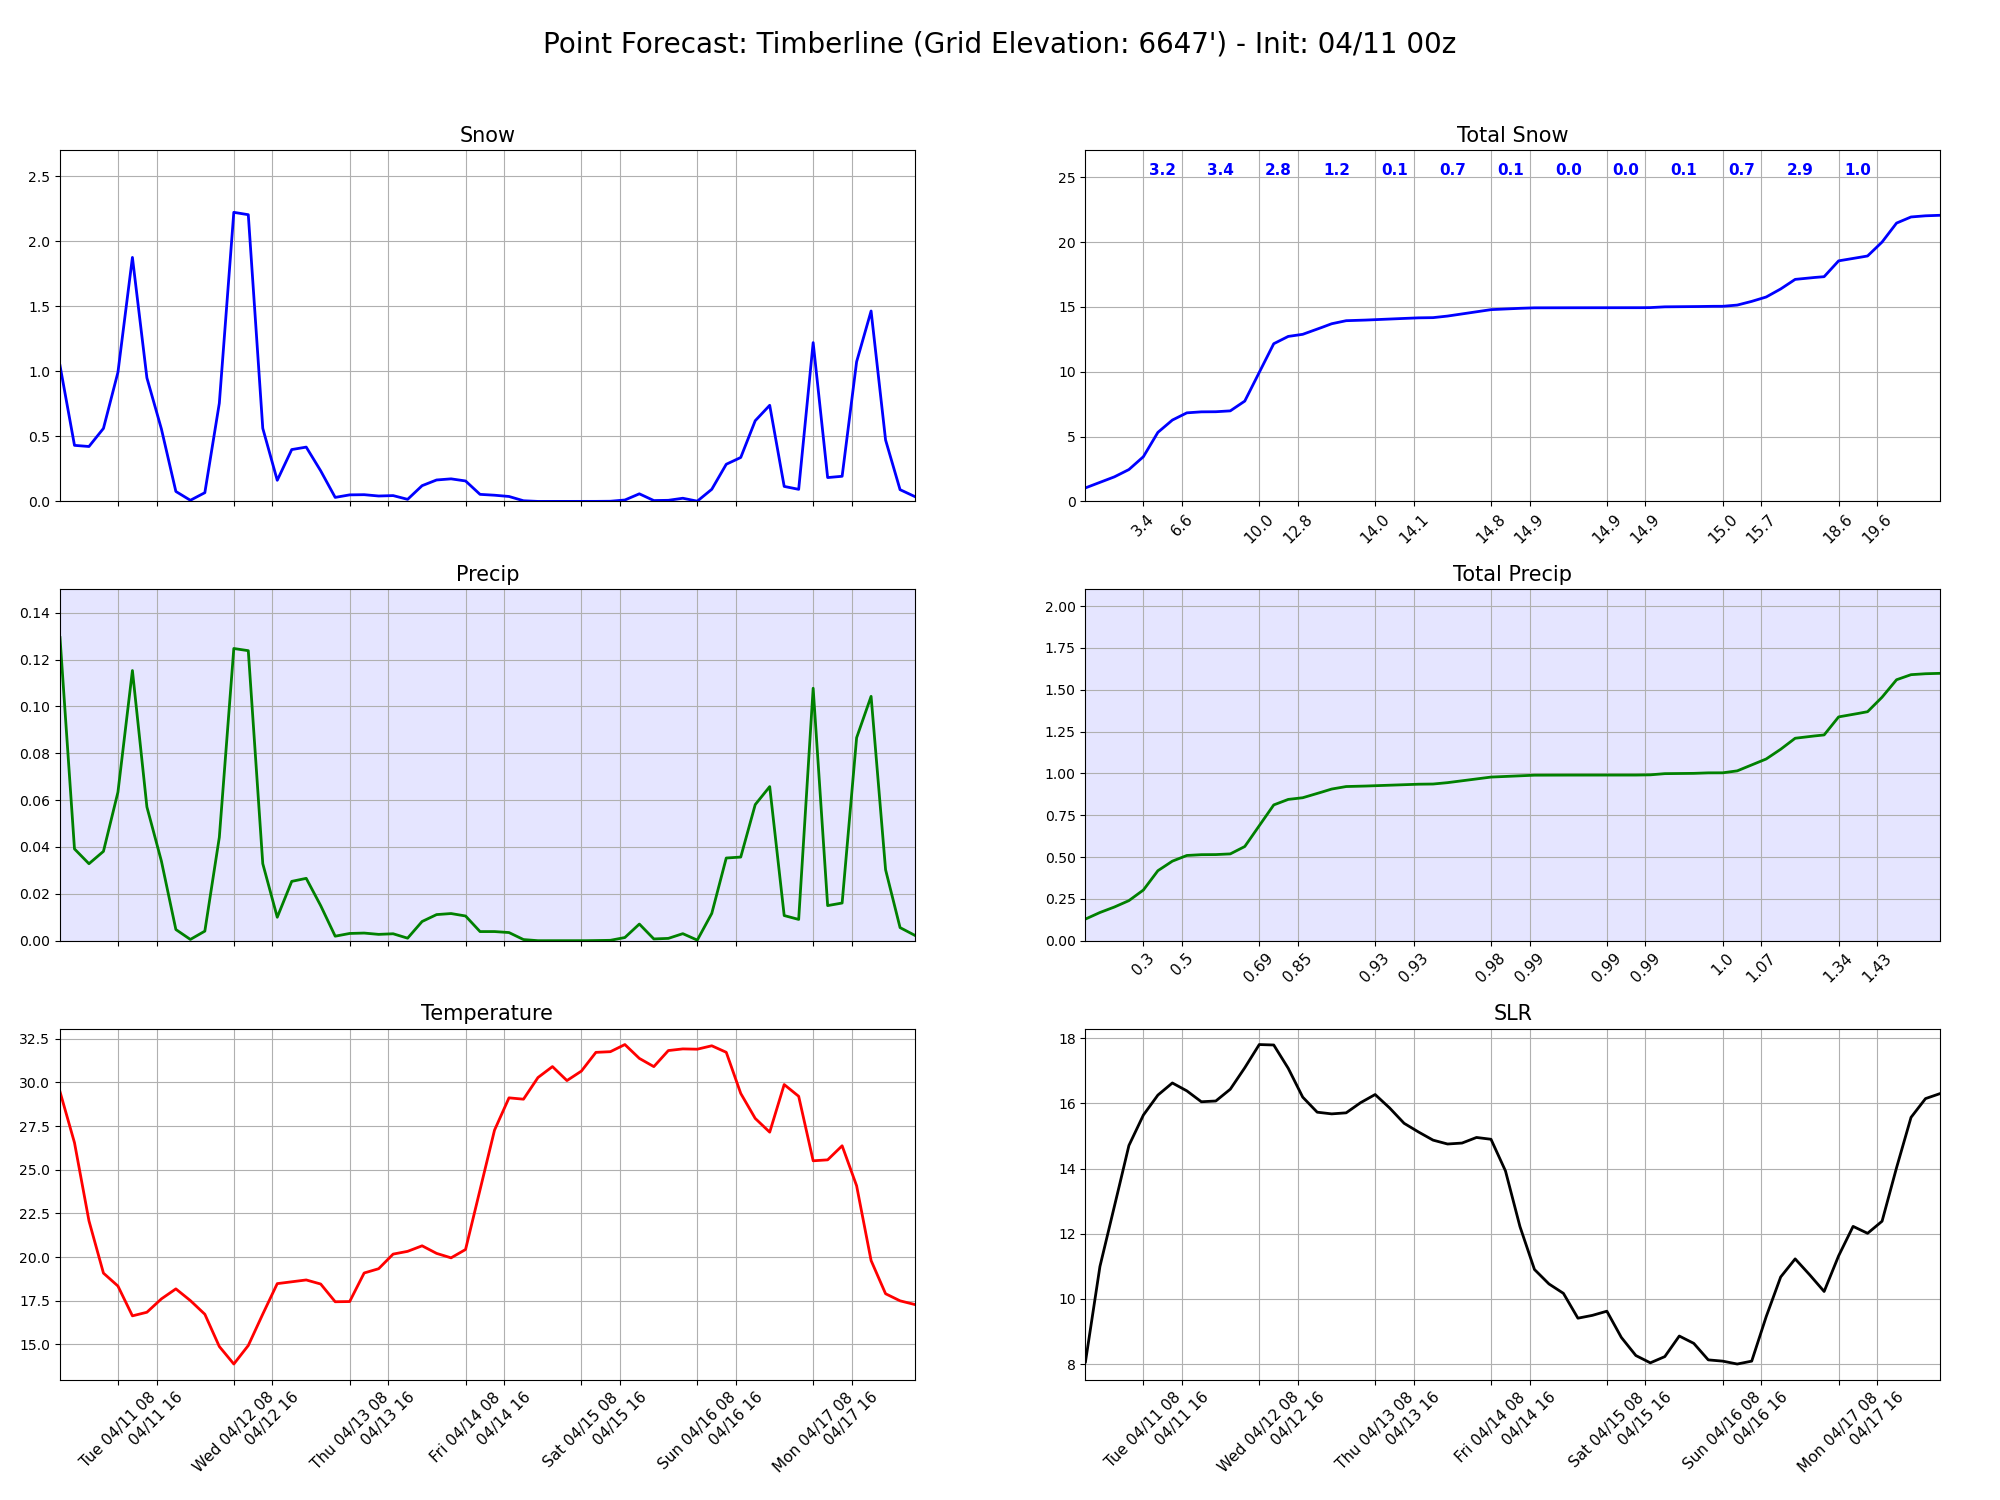 Point Forecast: Timberline (Grid Elevation: 6647') - Init: 04/11 00z
Snow
2.5
2.0
1.5
1.0
0.5
0.0
Total Snow
3.2 3.4 2.8 1.2 0.1 0.7 0.1 0.0 0.0 0.1 0.7 2.9 1.0
25
20
15
10
5
0
3.4 6.6 10.0 12.8 14.0 14.1 14.8 14.9 14.9 14.9 15.0 15.7 18.6 19.6
Precip
0.14
0.12
0.10
0.08
0.06
0.04
0.02
0.00
Total Precip
2.00
1.75
1.50
1.25
1.00
0.75
0.50
0.25
0.00
0.3 0.5 0.69 0.85 0.93 0.93 0.98 0.99 0.99 0.99 1.0 1.07 1.34 1.43
Temperature
32.5
30.0
27.5
25.0
22.5
20.0
17.5
15.0
Tue 04/11 08
04/11 16
Wed 04/12 08
04/12 16
Thu 04/13 08
04/13 16
Fri 04/14 08
04/14 16
Sat 04/15 08
04/15 16
Sun 04/16 08
04/16 16
Mon 04/17 08
04/17 16
SLR
18
16
14
12
10
8
Tue 04/11 08
04/11 16
Wed 04/12 08
04/12 16
Thu 04/13 08
04/13 16
Fri 04/14 08
04/14 16
Sat 04/15 08
04/15 16
Sun 04/16 08
04/16 16
Mon 04/17 08
04/17 16